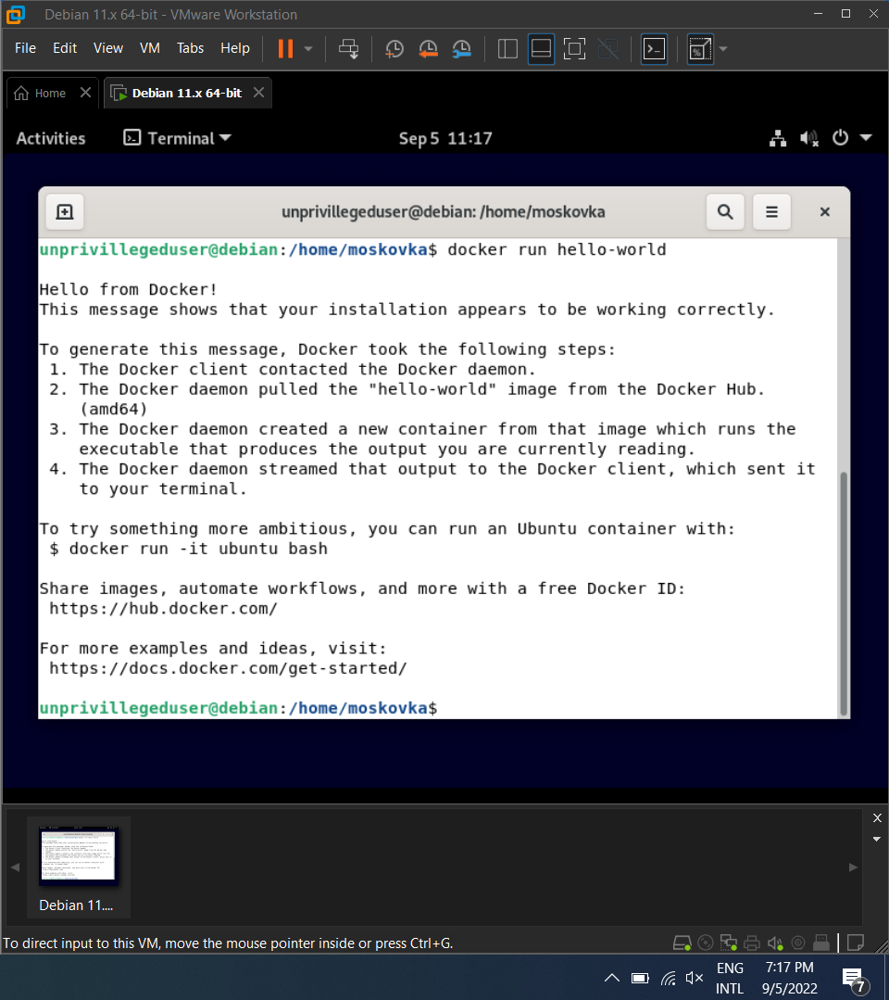 Debian 11.x 64-bit - VMware Workstation
File Edit View VM Tabs Help
Home Debian 11.x 64-bit
Activities Terminal Sep 5 11:17
unprivillegeduser@debian: /home/moskovka
unprivillegeduser@debian:/home/moskovka$ docker run hello-world
Hello from Docker!
This message shows that your installation appears to be working correctly.
To generate this message, Docker took the following steps:
1. The Docker client contacted the Docker daemon.
2. The Docker daemon pulled the "hello-world" image from the Docker Hub.
(amd64)
3. The Docker daemon created a new container from that image which runs the
executable that produces the output you are currently reading.
4. The Docker daemon streamed that output to the Docker client, which sent it
to your terminal.
To try something more ambitious, you can run an Ubuntu container with:
$ docker run -it ubuntu bash
Share images, automate workflows, and more with a free Docker ID:
https://hub.docker.com/
For more examples and ideas, visit:
https://docs.docker.com/get-started/
unprivillegeduser@debian:/home/moskovka$
Debian 11....
To direct input to this VM, move the mouse pointer inside or press Ctrl+G.
ENG 7:17 PM
INTL 9/5/2022 7